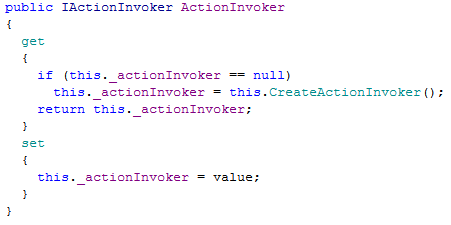 public IActionInvoker ActionInvoker
{
  get
  {
    if (this._actionInvoker == null)
      this._actionInvoker = this.CreateActionInvoker();
    return this._actionInvoker;
  }
  set
  {
    this._actionInvoker = value;
  }
}